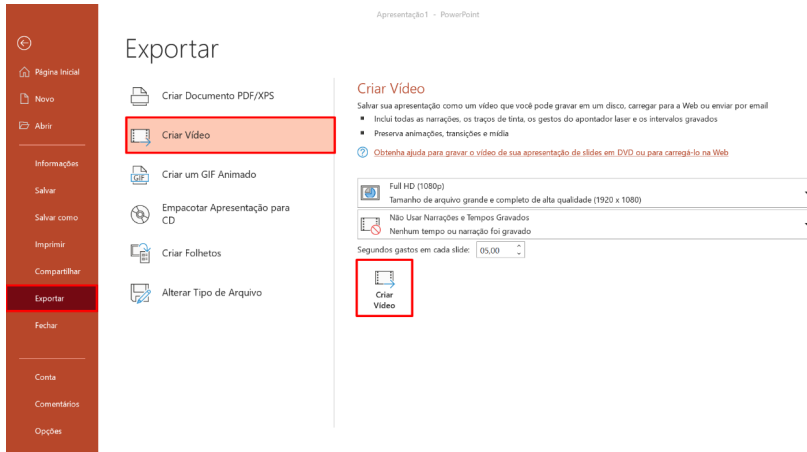 Apresentação1 - PowerPoint
Página Inicial
Novo
Abrir
Informações
Salvar
Salvar como
Imprimir
Compartilhar
Exportar
Fechar
Conta
Comentários
Opções
Exportar
Criar Documento PDF/XPS
Criar Vídeo
GIF
Criar um GIF Animado
Empacotar Apresentação para
CD
Criar Folhetos
Alterar Tipo de Arquivo
Criar Vídeo
Salvar sua apresentação como um vídeo que você pode gravar em um disco, carregar para a Web ou enviar por email
Inclui todas as narrações, os traços de tinta, os gestos do apontador laser e os intervalos gravados
Preserva animações, transições e mídia
Obtenha ajuda para gravar o vídeo de sua apresentação de slides em DVD ou para carregá-lo na Web
Full HD (1080p)
Tamanho de arquivo grande e completo de alta qualidade (1920 x 1080)
Não Usar Narrações e Tempos Gravados
Nenhum tempo ou narração foi gravado
Segundos gastos em cada slide: 05,00
Criar
Vídeo